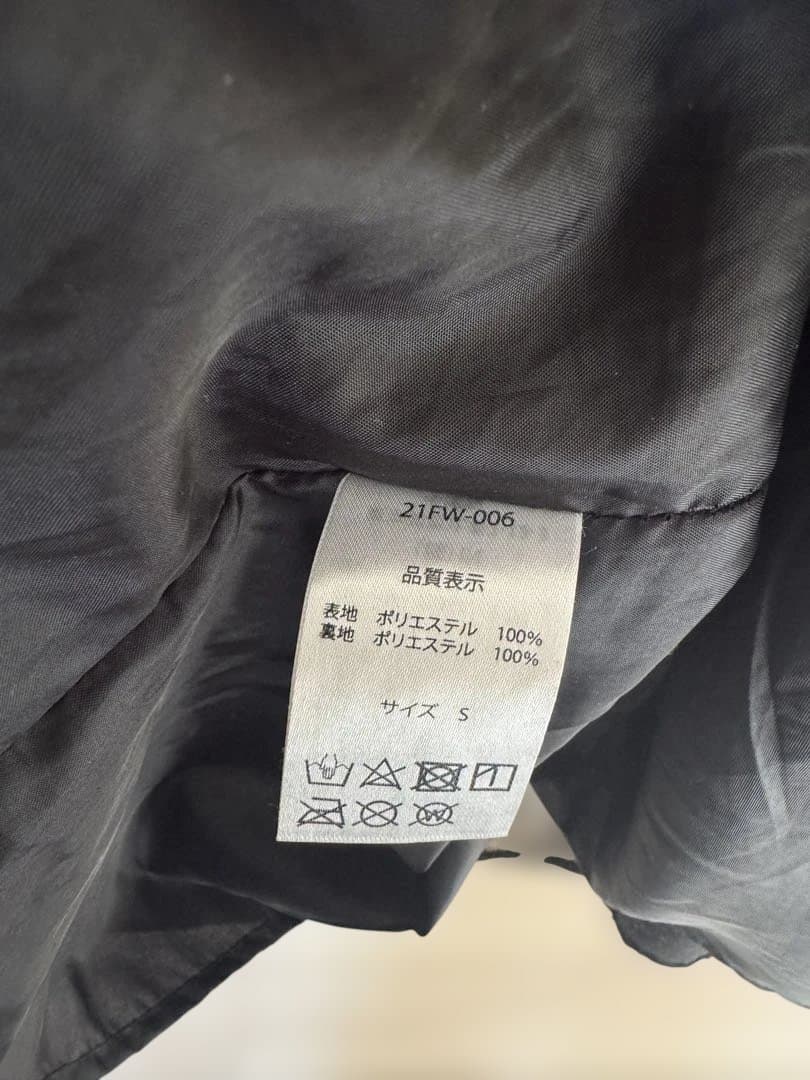 21FW-006
品質表示
表地 ポリエステル 100%
裏地 ポリエステル 100%
サイズ S